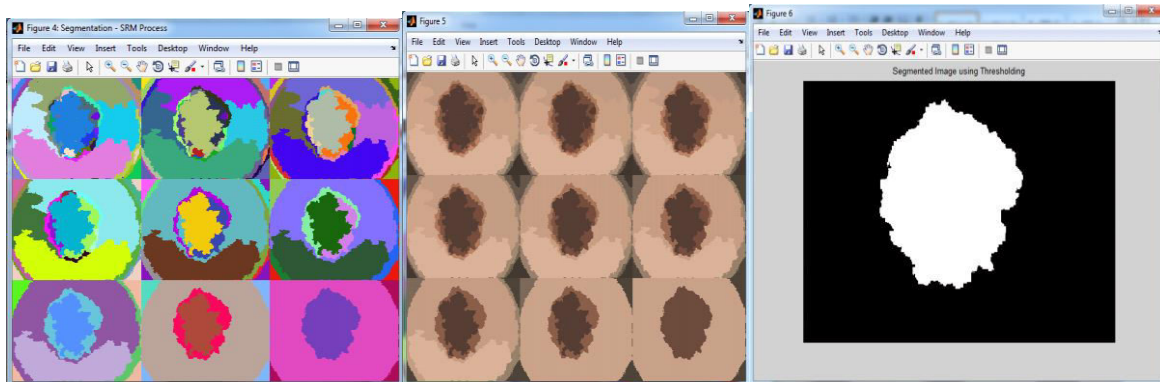 Figure 4: Segmentation - SRM Process
File Edit View Insert Tools Desktop Window Help
Figure 5
File Edit View Insert Tools Desktop Window Help
Figure 6
File Edit View Insert Tools Desktop Window Help
Segmented Image using Thresholding